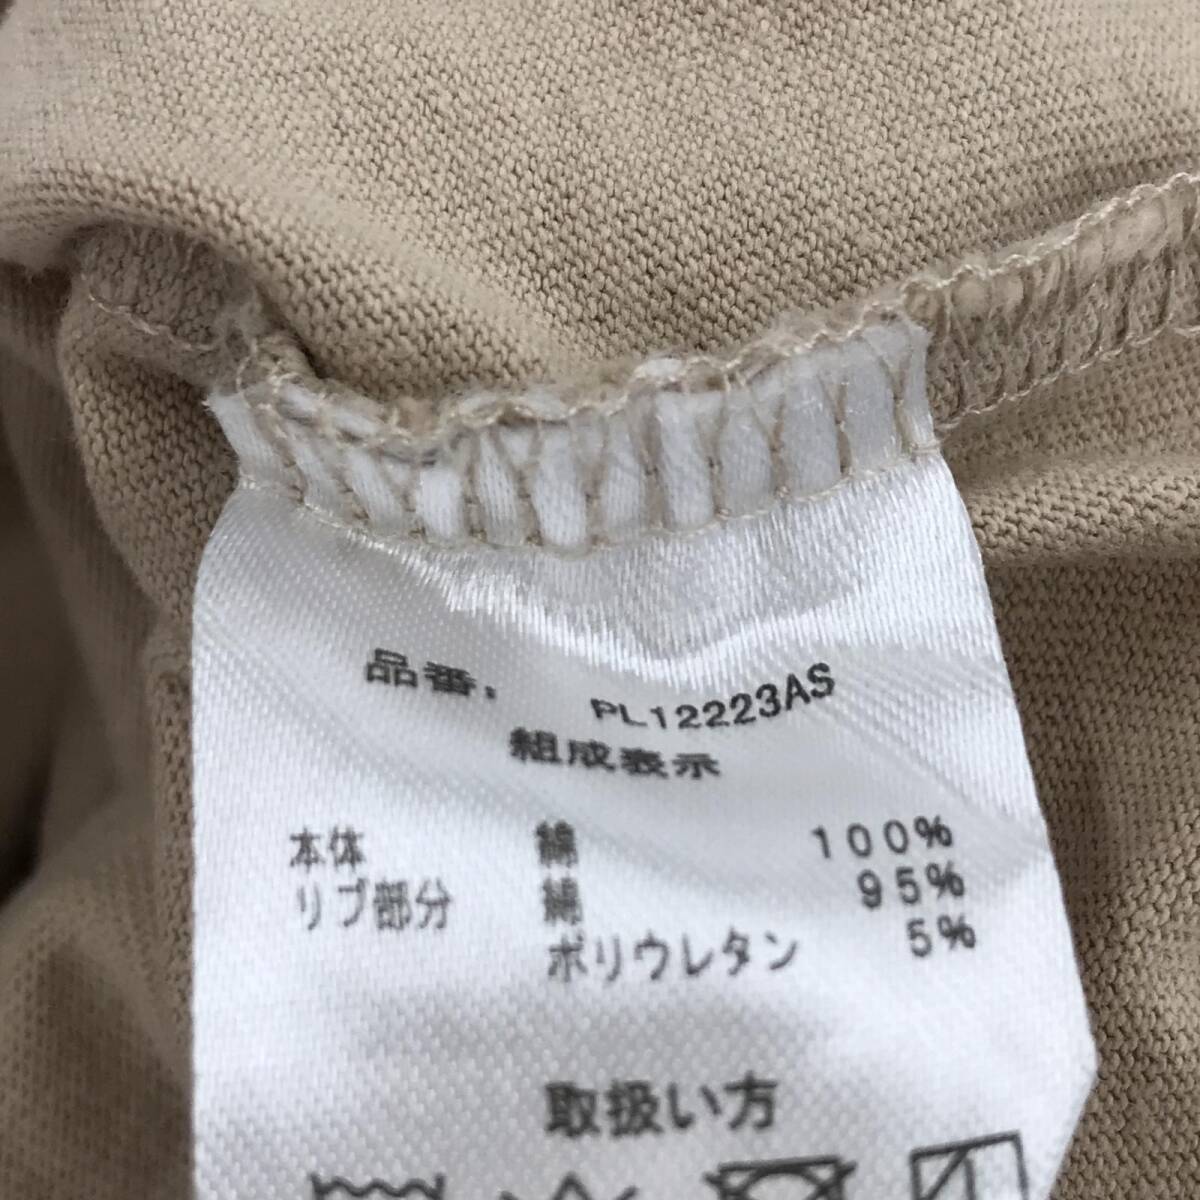 品番: PL12223AS
組成表示
本体 綿 100%
リブ部分 綿 95%
ポリウレタン 5%
取扱い方